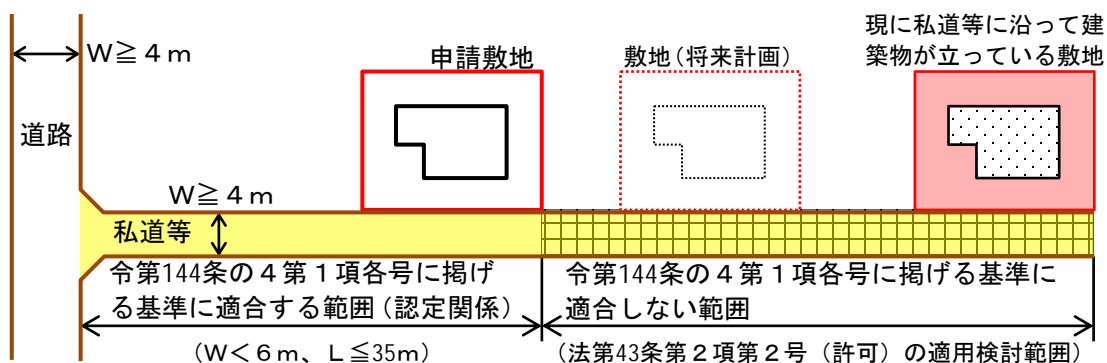 現に私道等に沿って建
築物が立っている敷地
W≧4m
申請敷地
敷地(将来計画)
道路
W≧4m
私道等
令第144条の4第1項各号に掲げ
る基準に適合する範囲(認定関係)
令第144条の4第1項各号に掲げる基準に
適合しない範囲
(W<6m、L≦35m)
(法第43条第2項第2号(許可)の適用検討範囲)